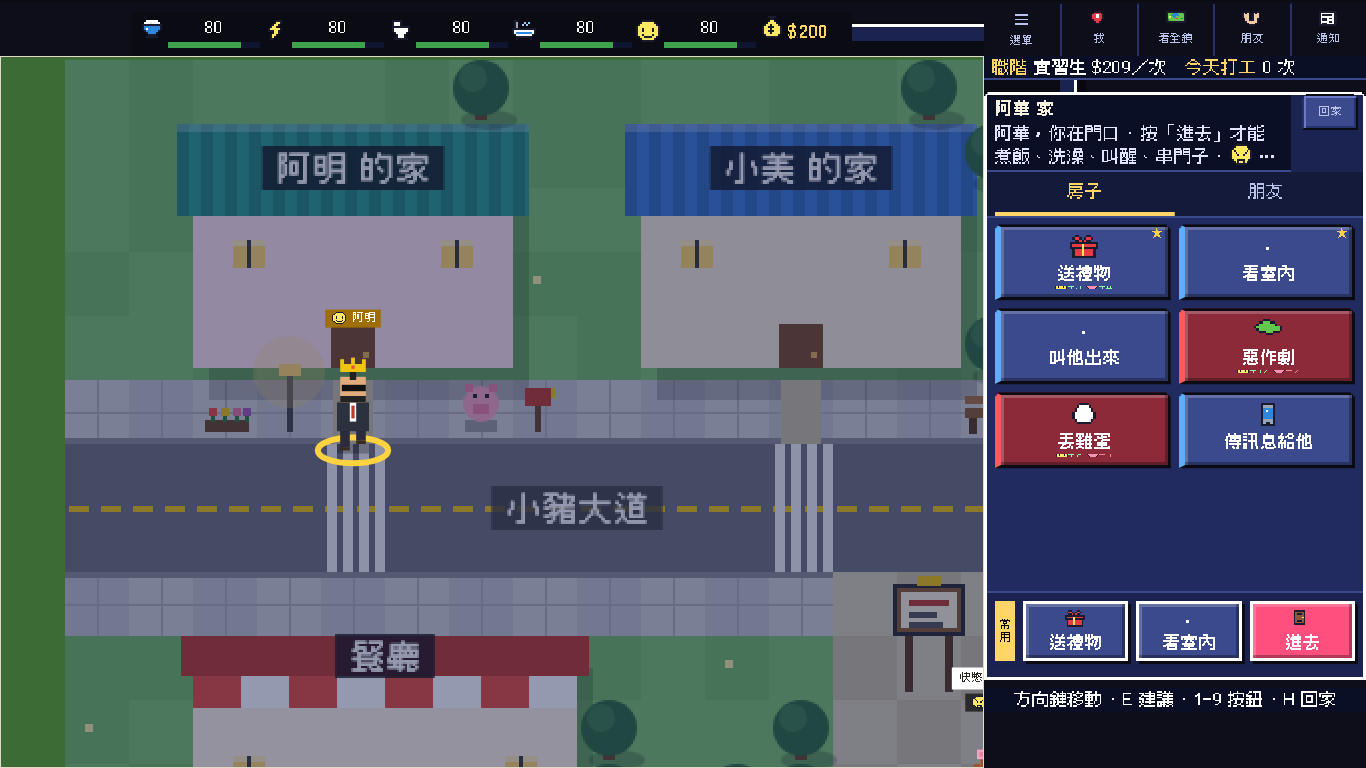 80 80 80 80 80 $200
選單 我 看全鎮 朋友 通知
職階 實習生 $209／次 今天打工 0 次
阿華 家
回家
阿華，你在門口．按「進去」才能
煮飯、洗澡、叫醒、串門子．
房子 朋友
送禮物 看室內
叫他出來 惡作劇
丟雞蛋 傳訊息給他
常用 送禮物 看室內 進去
方向鍵移動．E 建議．1-9 按鈕．H 回家
阿明 的家
小美 的家
阿明
小豬大道
餐廳